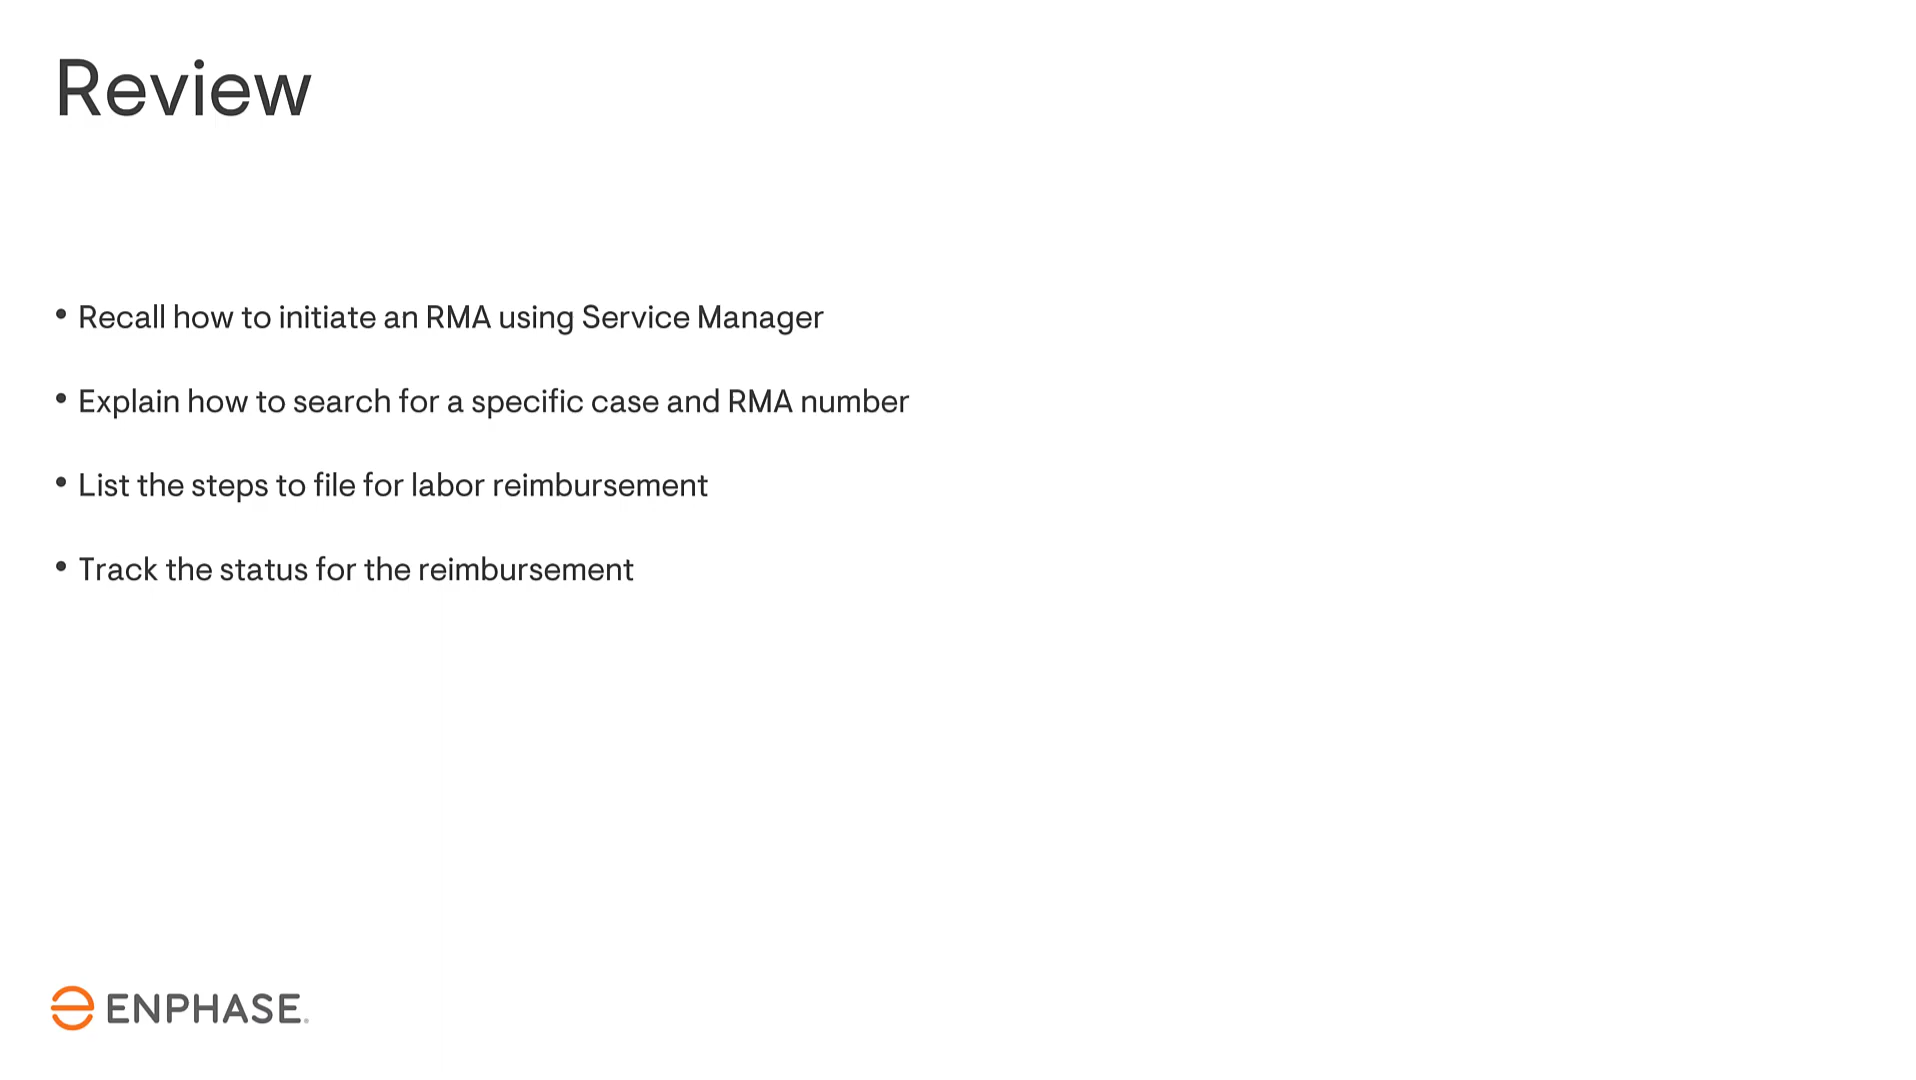 Review
• Recall how to initiate an RMA using Service Manager
• Explain how to search for a specific case and RMA number
• List the steps to file for labor reimbursement
• Track the status for the reimbursement
ENPHASE